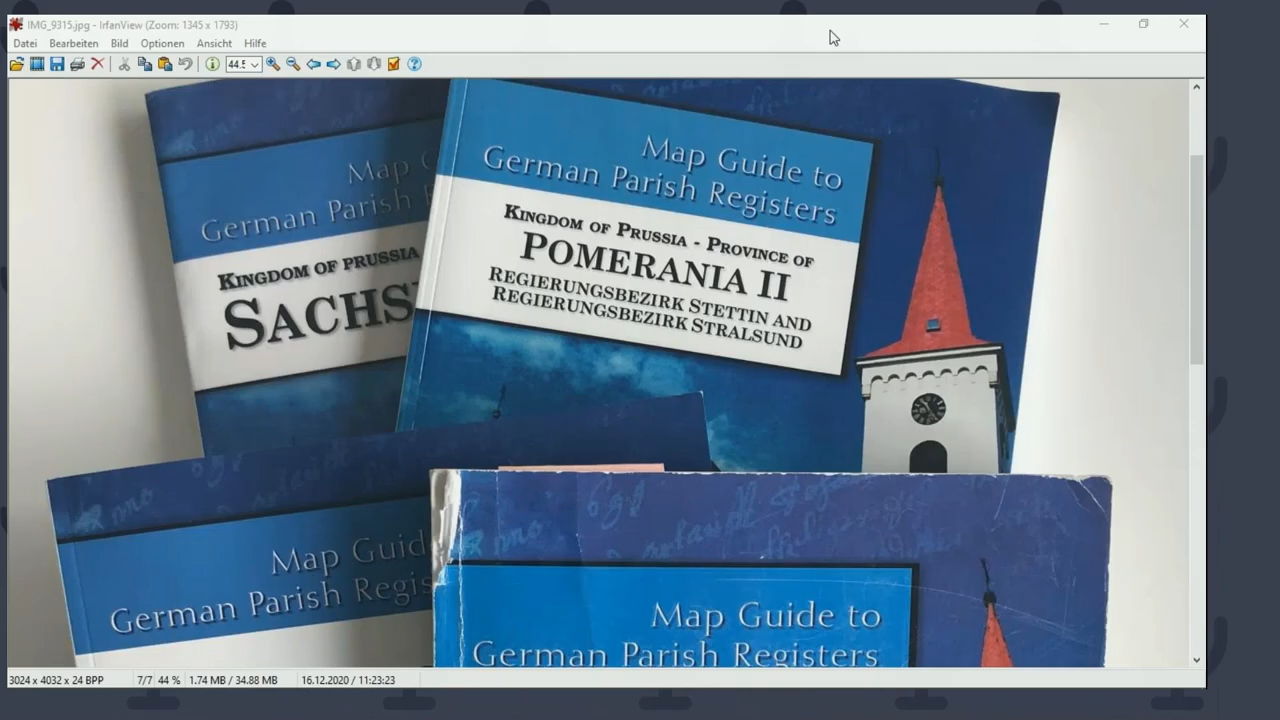 IMG_9315.jpg - IrfanView (Zoom: 1345 x 1793)
Datei Bearbeiten Bild Optionen Ansicht Hilfe
44.5
Map
German Parish
KINGDOM OF PRUSSIA
SACHS
Map Guide to
German Parish Registers
KINGDOM OF PRUSSIA - PROVINCE OF
POMERANIA II
REGIERUNGSBEZIRK STETTIN AND
REGIERUNGSBEZIRK STRALSUND
Map Guid
German Parish Regis
Map Guide to
German Parish Registers
3024 x 4032 x 24 BPP 7/7 44 % 1.74 MB / 34.88 MB 16.12.2020 / 11:23:23